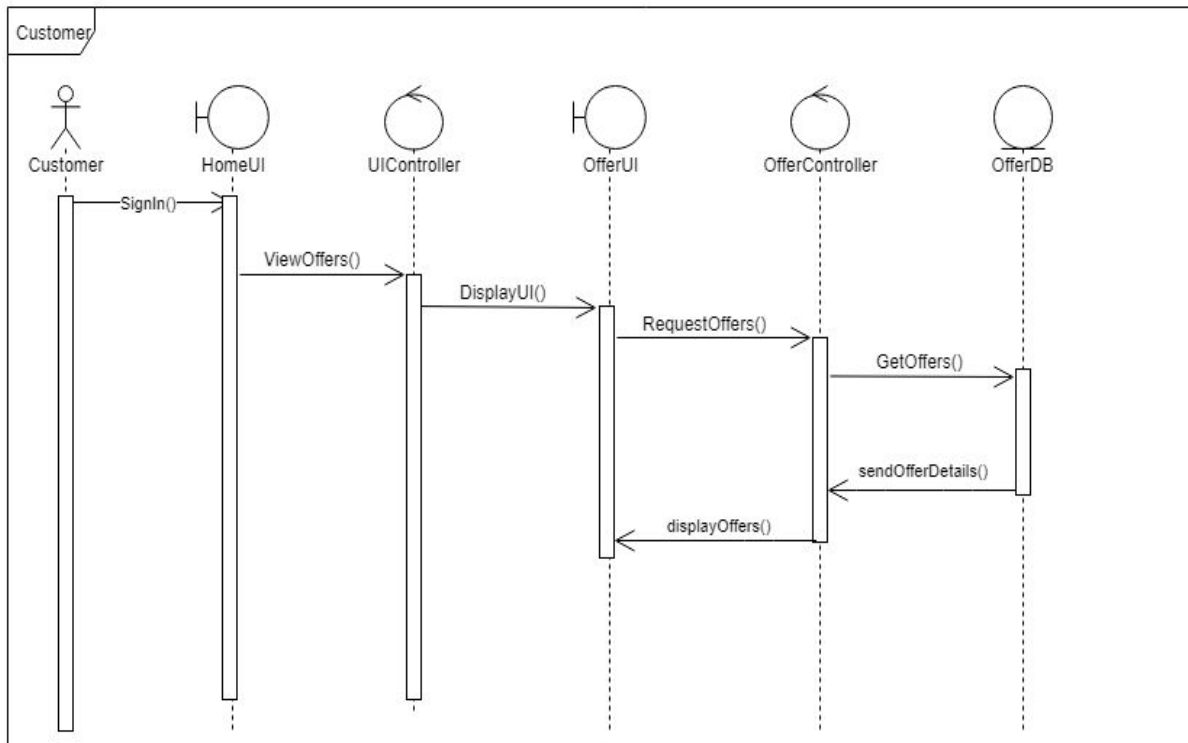 Customer
Customer
HomeUI
UIController
OfferUI
OfferController
OfferDB
SignIn()
ViewOffers()
DisplayUI()
RequestOffers()
GetOffers()
sendOfferDetails()
displayOffers()